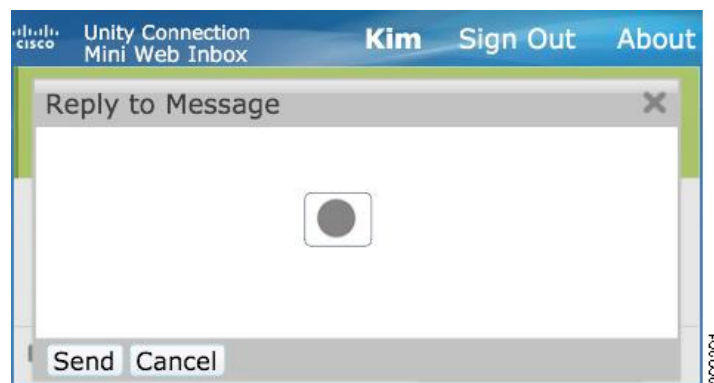 cisco
Unity Connection
Mini Web Inbox
Kim Sign Out About
Reply to Message
Send Cancel